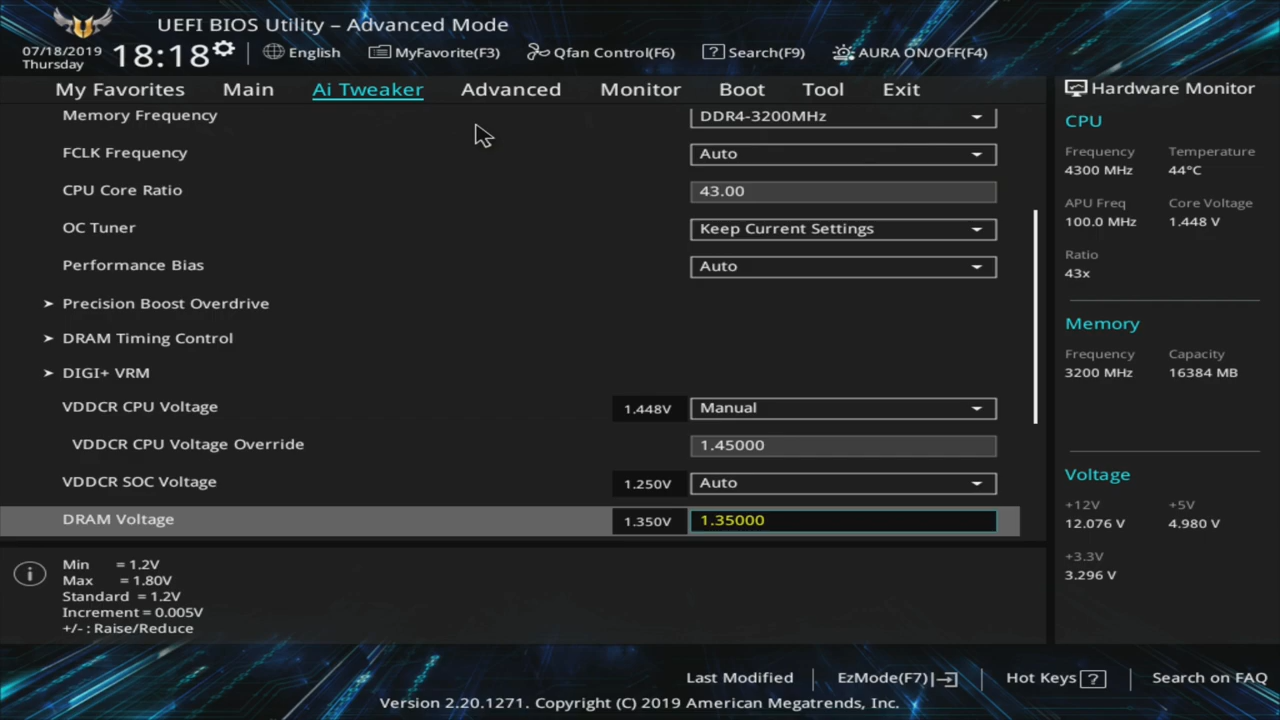 UEFI BIOS Utility – Advanced Mode
07/18/2019
Thursday
18:18
English
MyFavorite(F3)
Qfan Control(F6)
? Search(F9)
AURA ON/OFF(F4)
My Favorites Main Ai Tweaker Advanced Monitor Boot Tool Exit
Memory Frequency DDR4-3200MHz
FCLK Frequency Auto
CPU Core Ratio 43.00
OC Tuner Keep Current Settings
Performance Bias Auto
Precision Boost Overdrive
DRAM Timing Control
DIGI+ VRM
VDDCR CPU Voltage 1.448V Manual
VDDCR CPU Voltage Override 1.45000
VDDCR SOC Voltage 1.250V Auto
DRAM Voltage 1.350V 1.35000
Min = 1.2V
Max = 1.80V
Standard = 1.2V
Increment = 0.005V
+/- : Raise/Reduce
Hardware Monitor
CPU
Frequency Temperature
4300 MHz 44°C
APU Freq Core Voltage
100.0 MHz 1.448 V
Ratio
43x
Memory
Frequency Capacity
3200 MHz 16384 MB
Voltage
+12V +5V
12.076 V 4.980 V
+3.3V
3.296 V
Last Modified
EzMode(F7)
Hot Keys ?
Search on FAQ
Version 2.20.1271. Copyright (C) 2019 American Megatrends, Inc.